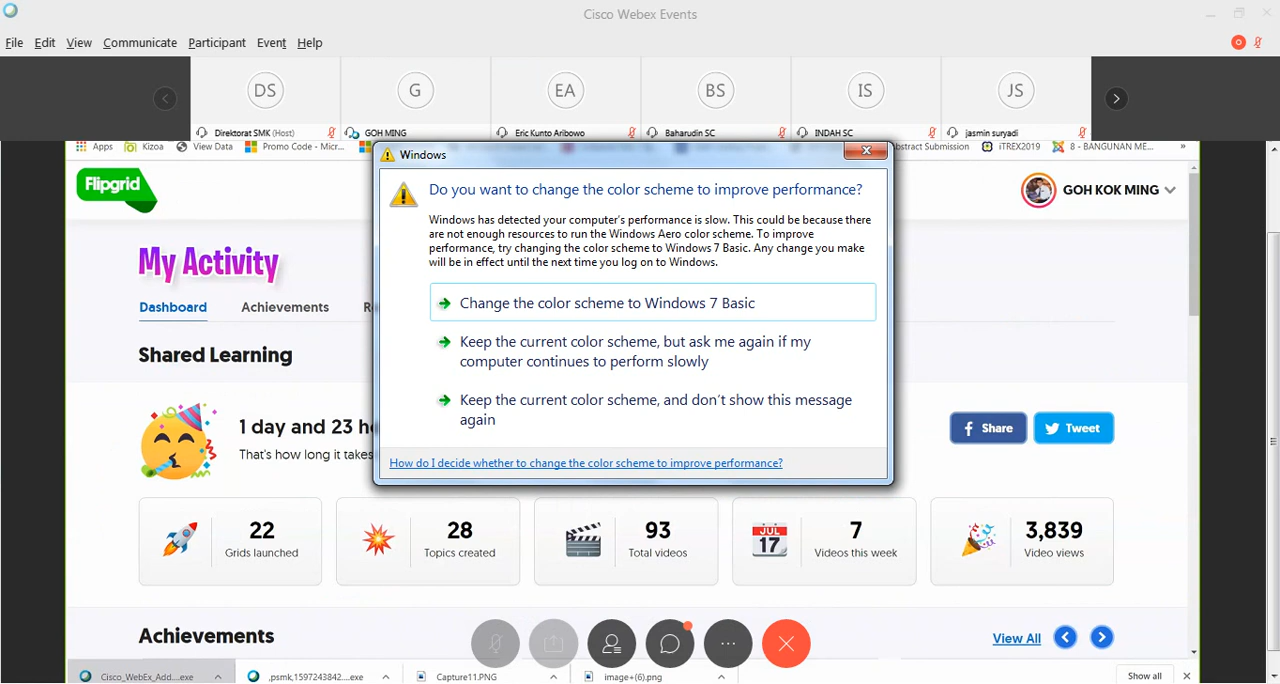 Cisco Webex Events
File Edit View Communicate Participant Event Help
DS G EA BS IS JS
Direktorat SMK (Host) GOH MING Eric Kunto Aribowo Baharudin SC INDAH SC jasmin suryadi
Apps Kizoa View Data Promo Code - Micr... bstract Submission iTREX2019 8 - BANGUNAN ME... »
Windows
Flipgrid
GOH KOK MING
Do you want to change the color scheme to improve performance?
Windows has detected your computer's performance is slow. This could be because there
are not enough resources to run the Windows Aero color scheme. To improve
performance, try changing the color scheme to Windows 7 Basic. Any change you make
will be in effect until the next time you log on to Windows.
Change the color scheme to Windows 7 Basic
Keep the current color scheme, but ask me again if my
computer continues to perform slowly
Keep the current color scheme, and don't show this message
again
How do I decide whether to change the color scheme to improve performance?
My Activity
Dashboard Achievements R
Shared Learning
1 day and 23 h
That's how long it takes
Share Tweet
22 28 93 JUL 17 7 3,839
Grids launched Topics created Total videos Videos this week Video views
Achievements
View All
Cisco_WebEx_Add....exe ,psmk,1597243842....exe Capture11.PNG image+(6).png Show all